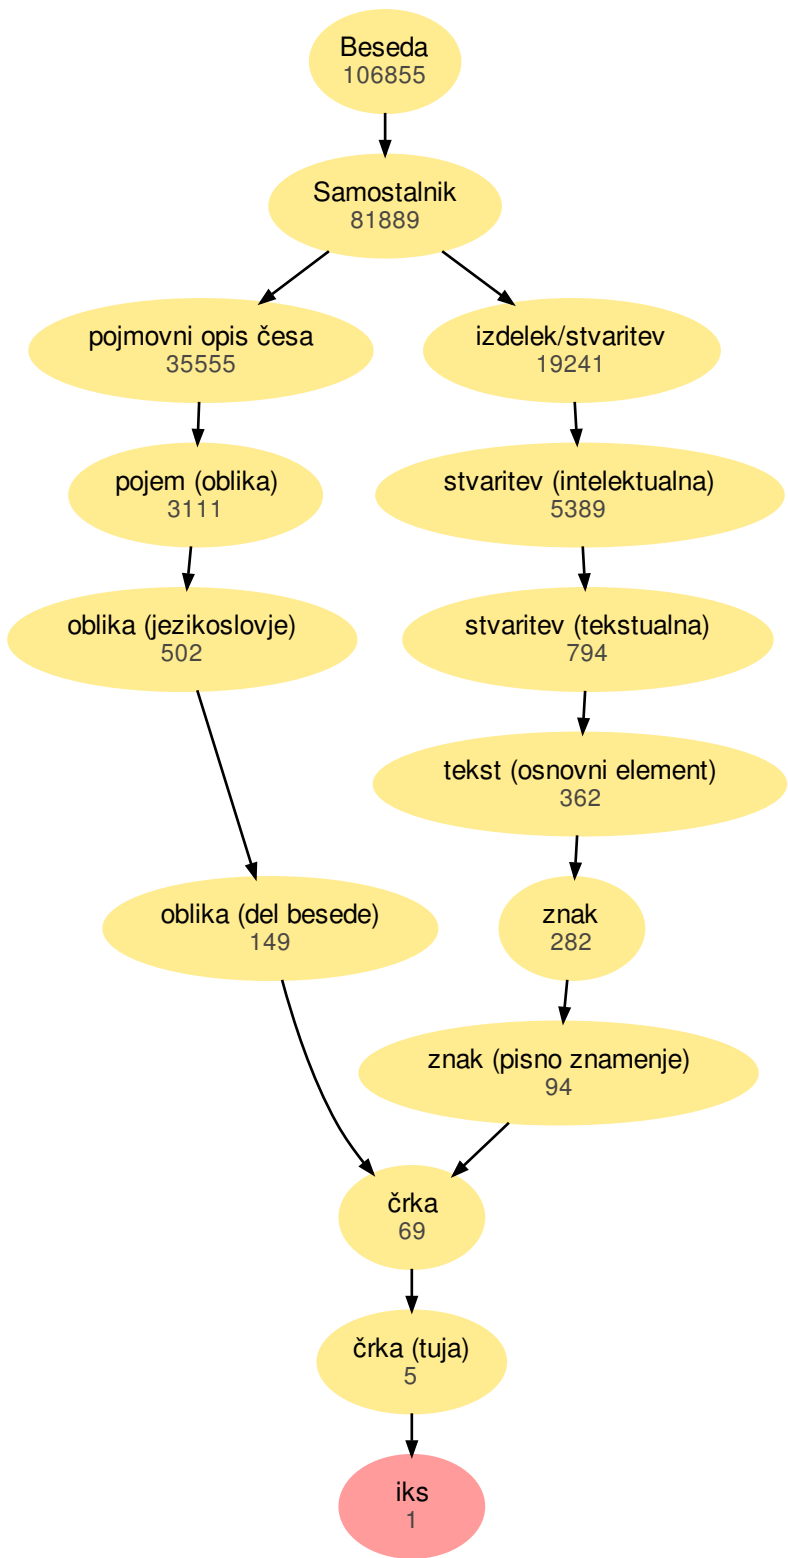 Beseda
106855
Samostalnik
81889
pojmovni opis česa
35555
izdelek/stvaritev
19241
pojem (oblika)
3111
stvaritev (intelektualna)
5389
oblika (jezikoslovje)
502
stvaritev (tekstualna)
794
tekst (osnovni element)
362
oblika (del besede)
149
znak
282
znak (pisno znamenje)
94
črka
69
črka (tuja)
5
iks
1